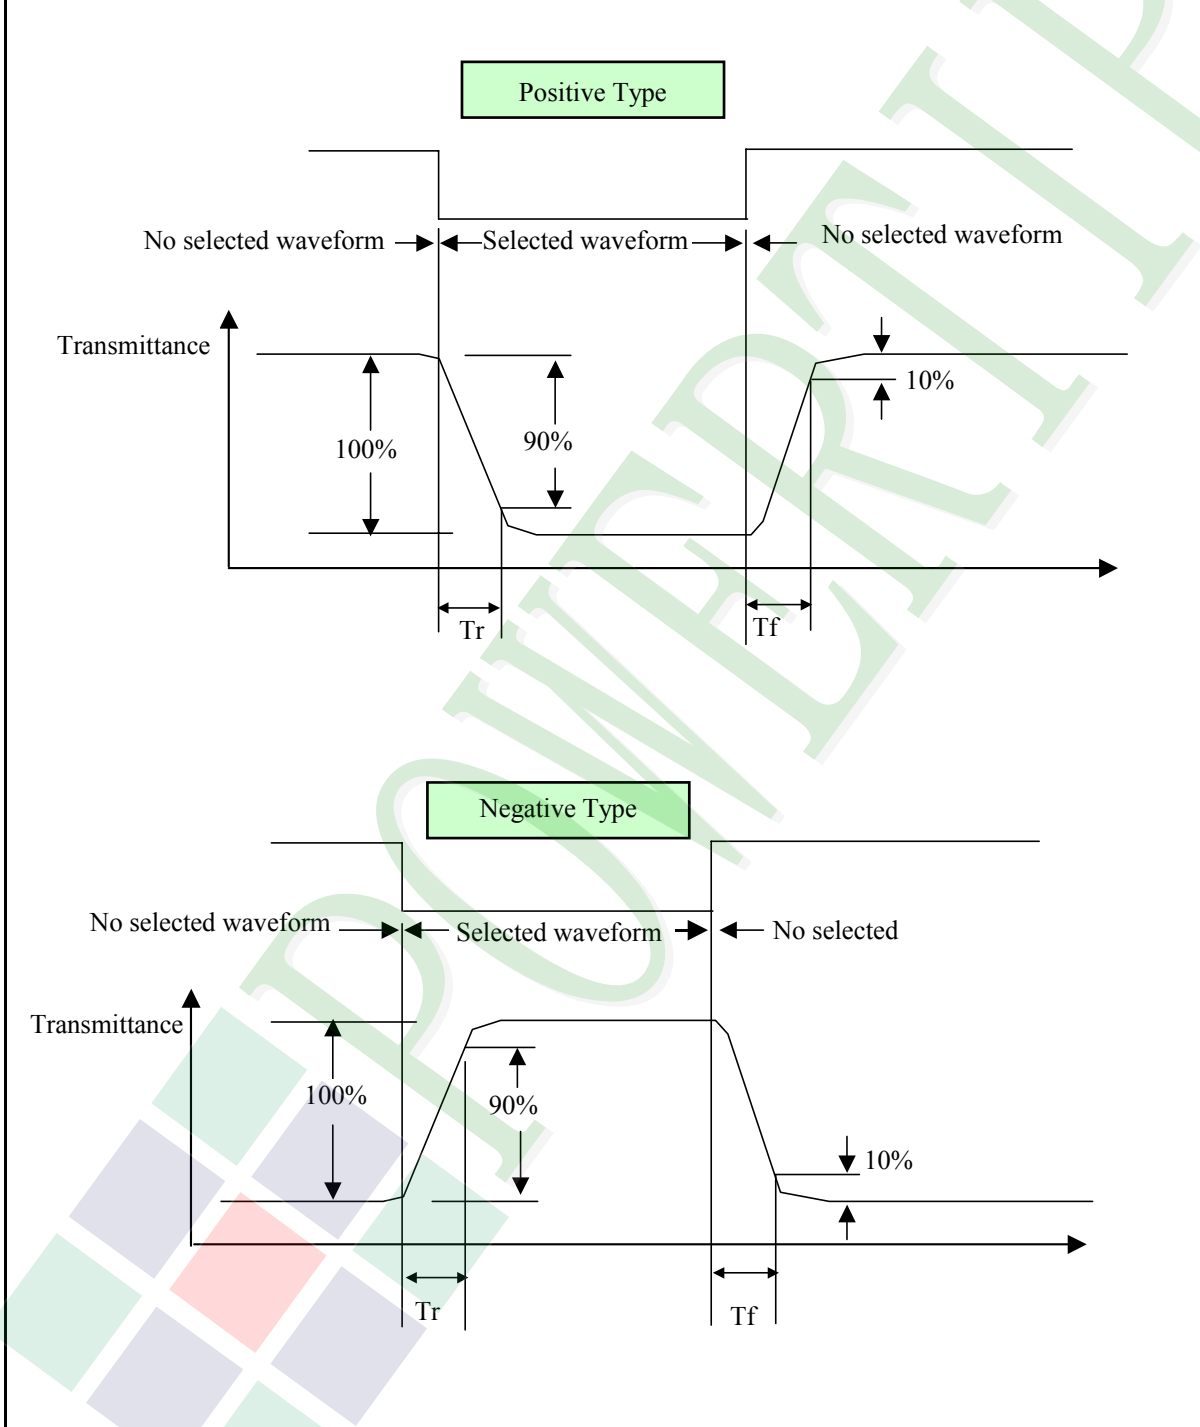 Positive Type
No selected waveform
Selected waveform
No selected waveform
Transmittance
10%
90%
100%
Tr
Tf
Negative Type
No selected waveform
Selected waveform
No selected
Transmittance
100%
90%
10%
Tr
Tf
POWERTIP